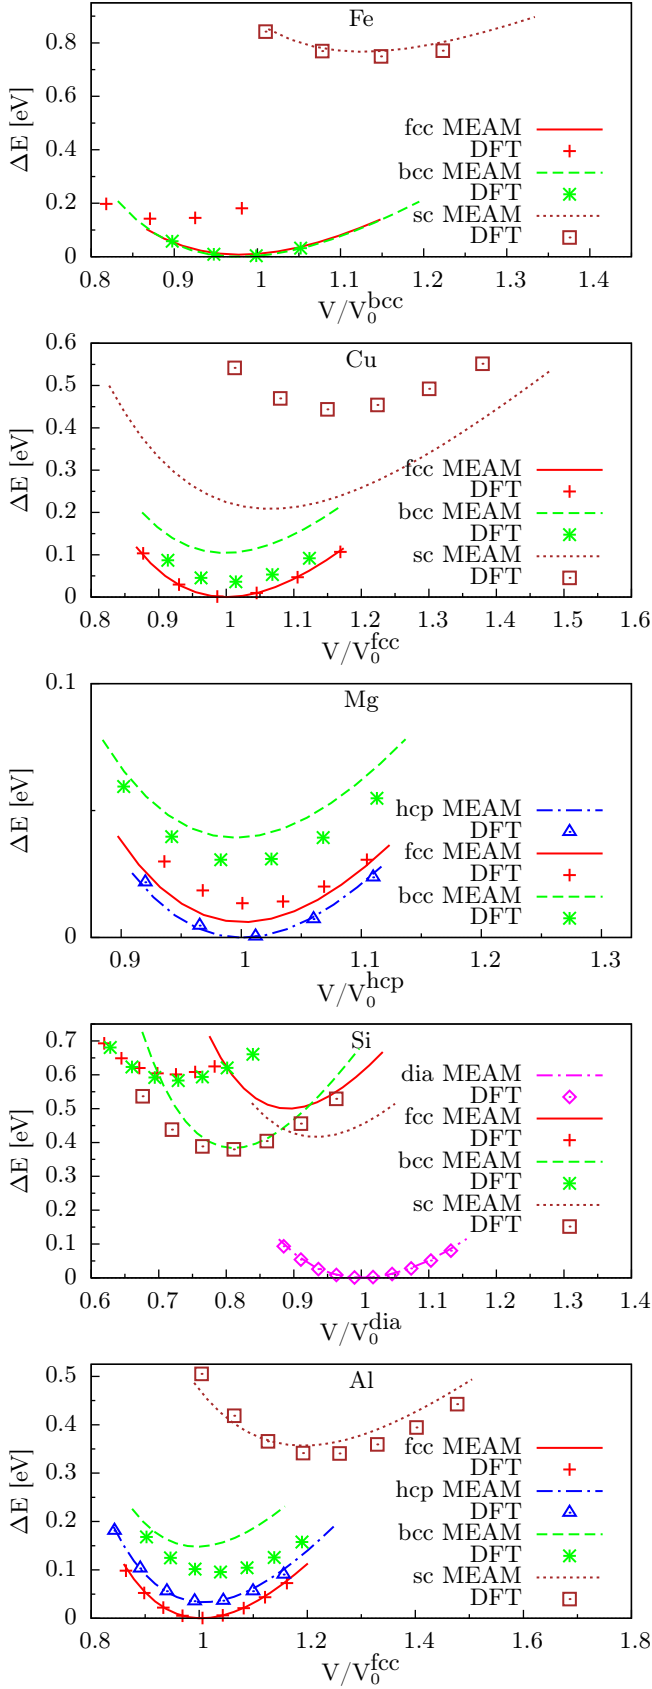 Fe
ΔE [eV]
0.8
0.6
0.4
0.2
0
fcc MEAM
DFT
bcc MEAM
DFT
sc MEAM
DFT
0.8 0.9 1 1.1 1.2 1.3 1.4
V/V₀ᵇᶜᶜ
Cu
ΔE [eV]
0.6
0.5
0.4
0.3
0.2
0.1
0
fcc MEAM
DFT
bcc MEAM
DFT
sc MEAM
DFT
0.8 0.9 1 1.1 1.2 1.3 1.4 1.5 1.6
V/V₀ᶠᶜᶜ
Mg
ΔE [eV]
0.1
0
hcp MEAM
DFT
fcc MEAM
DFT
bcc MEAM
DFT
0.9 1 1.1 1.2 1.3
V/V₀ʰᶜᵖ
Si
ΔE [eV]
0.7
0.6
0.5
0.4
0.3
0.2
0.1
0
dia MEAM
DFT
fcc MEAM
DFT
bcc MEAM
DFT
sc MEAM
DFT
0.6 0.7 0.8 0.9 1 1.1 1.2 1.3 1.4
V/V₀ᵈⁱᵃ
Al
ΔE [eV]
0.5
0.4
0.3
0.2
0.1
0
fcc MEAM
DFT
hcp MEAM
DFT
bcc MEAM
DFT
sc MEAM
DFT
0.8 1 1.2 1.4 1.6 1.8
V/V₀ᶠᶜᶜ